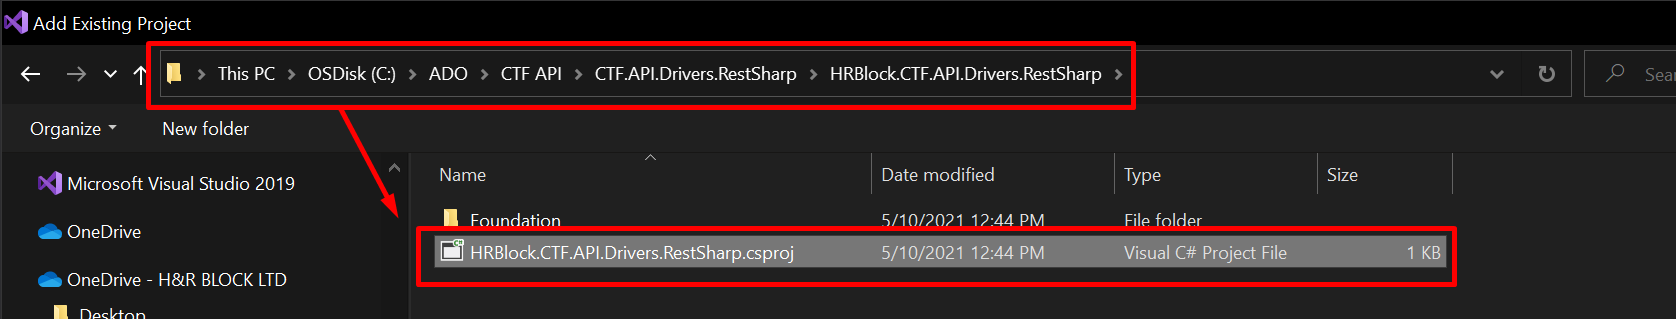 Add Existing Project
This PC > OSDisk (C:) > ADO > CTF API > CTF.API.Drivers.RestSharp > HRBlock.CTF.API.Drivers.RestSharp >
Sear
Organize New folder
Microsoft Visual Studio 2019
OneDrive
OneDrive - H&R BLOCK LTD
Desktop
Name Date modified Type Size
Foundation 5/10/2021 12:44 PM File folder
HRBlock.CTF.API.Drivers.RestSharp.csproj 5/10/2021 12:44 PM Visual C# Project File 1 KB